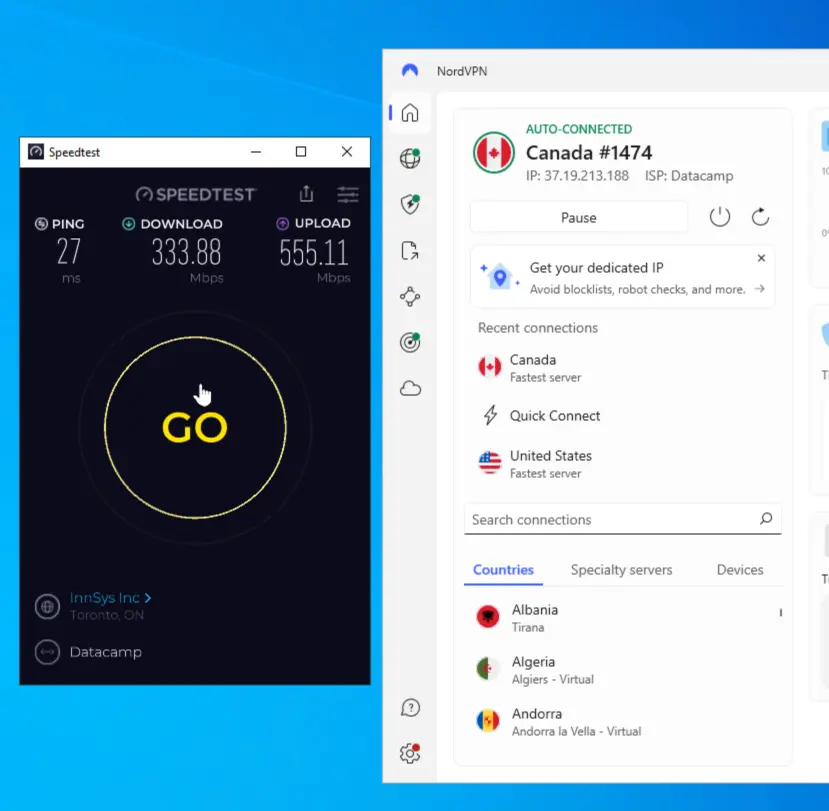 Speedtest
SPEEDTEST
PING DOWNLOAD UPLOAD
27 333.88 555.11
ms Mbps Mbps
GO
InnSys Inc
Toronto, ON
Datacamp
NordVPN
AUTO-CONNECTED
Canada #1474
IP: 37.19.213.188 ISP: Datacamp
Pause
Get your dedicated IP
Avoid blocklists, robot checks, and more.
Recent connections
Canada
Fastest server
Quick Connect
United States
Fastest server
Search connections
Countries Specialty servers Devices
Albania
Tirana
Algeria
Algiers - Virtual
Andorra
Andorra la Vella - Virtual